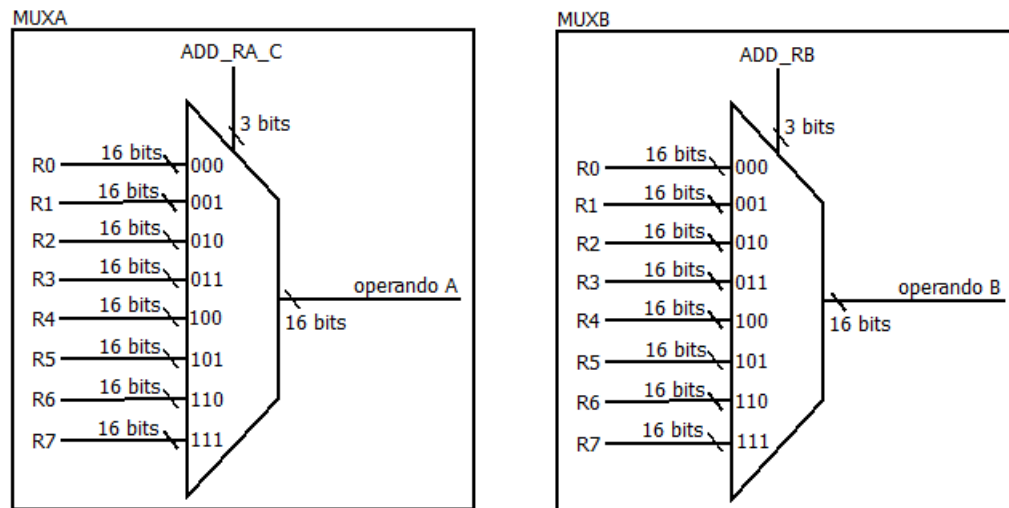 MUXA
ADD_RA_C
3 bits
R0 16 bits 000
R1 16 bits 001
R2 16 bits 010
R3 16 bits 011
R4 16 bits 100
R5 16 bits 101
R6 16 bits 110
R7 16 bits 111
operando A
16 bits
MUXB
ADD_RB
3 bits
R0 16 bits 000
R1 16 bits 001
R2 16 bits 010
R3 16 bits 011
R4 16 bits 100
R5 16 bits 101
R6 16 bits 110
R7 16 bits 111
operando B
16 bits